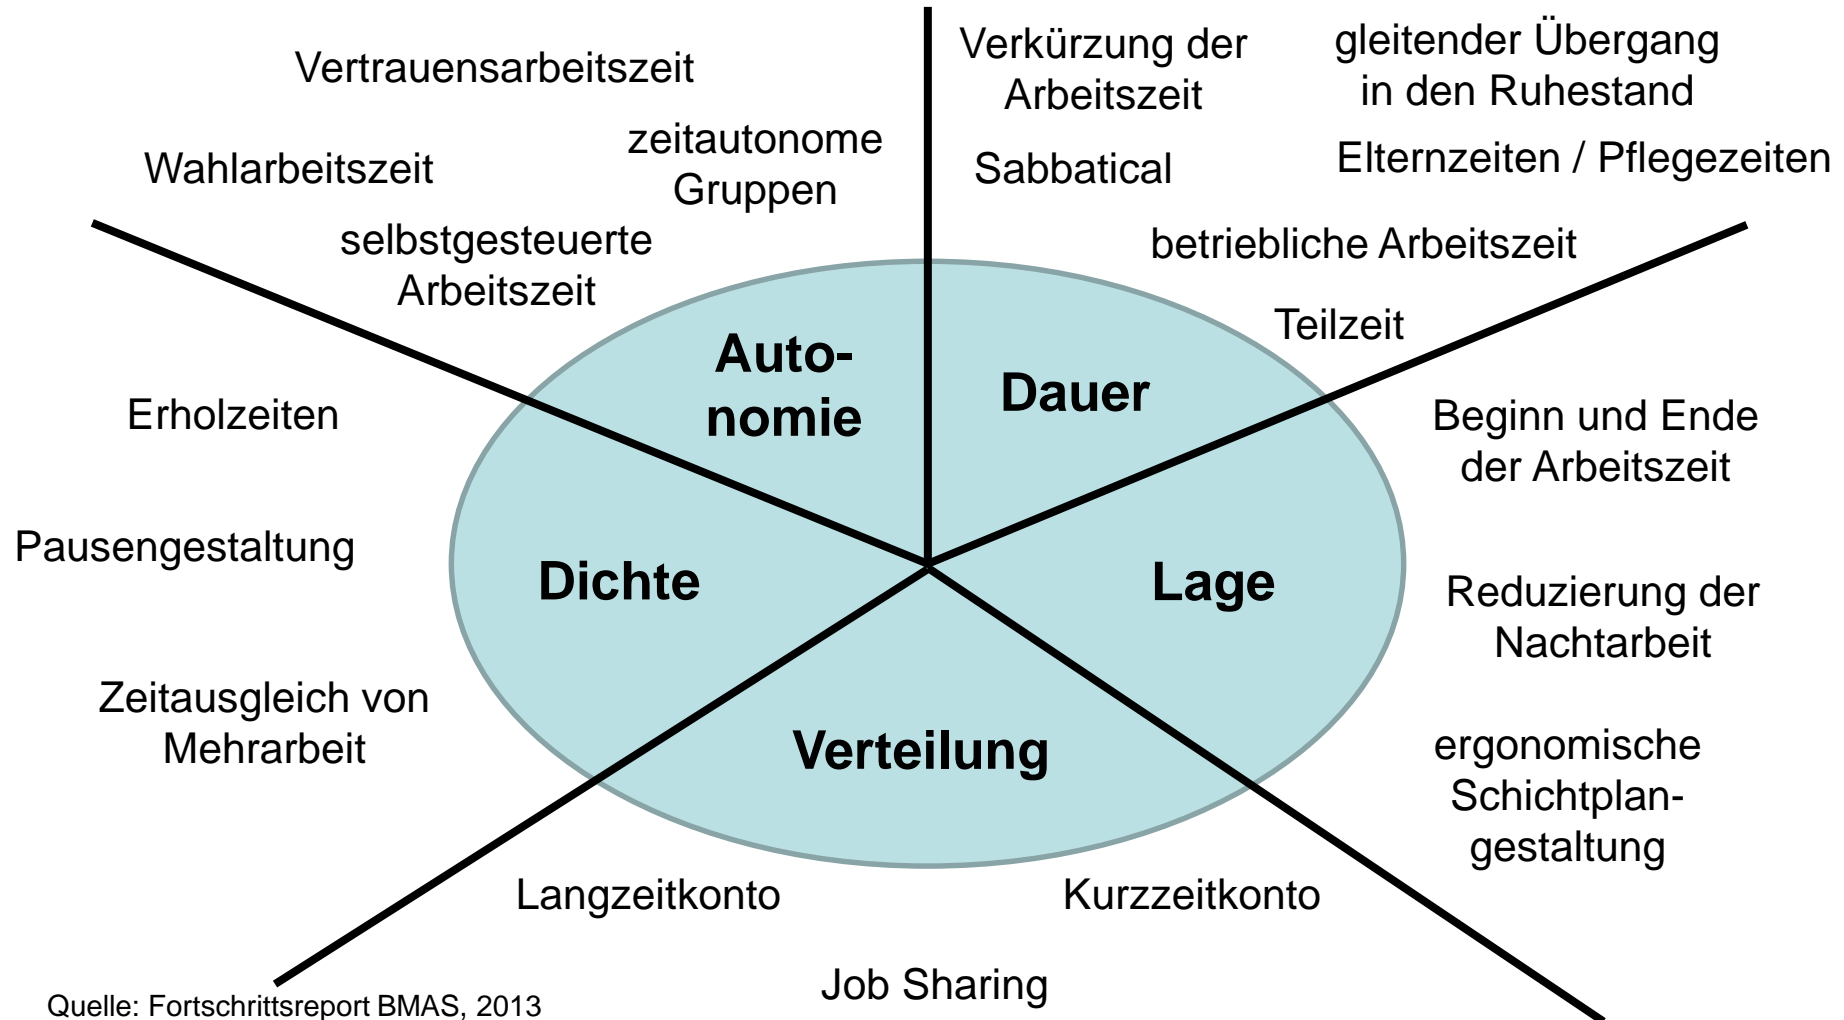 Vertrauensarbeitszeit
Wahlarbeitszeit
zeitautonome
Gruppen
selbstgesteuerte
Arbeitszeit
Auto-
nomie
Verkürzung der
Arbeitszeit
gleitender Übergang
in den Ruhestand
Sabbatical
Elternzeiten / Pflegezeiten
betriebliche Arbeitszeit
Teilzeit
Dauer
Beginn und Ende
der Arbeitszeit
Lage
Reduzierung der
Nachtarbeit
ergonomische
Schichtplan-
gestaltung
Verteilung
Langzeitkonto
Kurzzeitkonto
Job Sharing
Erholzeiten
Pausengestaltung
Dichte
Zeitausgleich von
Mehrarbeit
Quelle: Fortschrittsreport BMAS, 2013